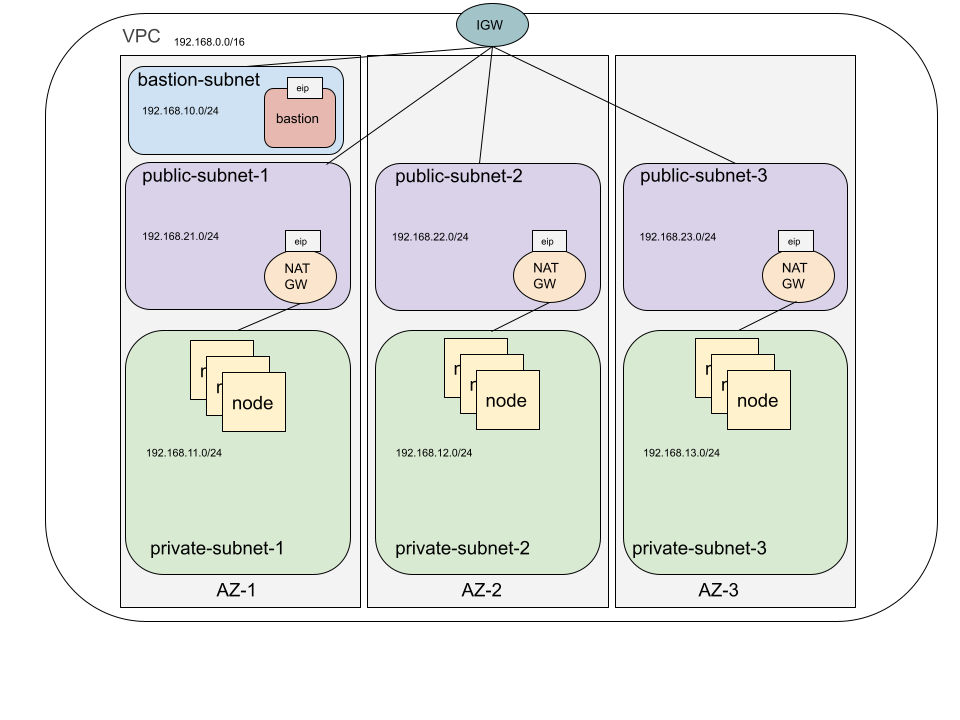 IGW
VPC 192.168.0.0/16
bastion-subnet
eip
192.168.10.0/24
bastion
public-subnet-1
192.168.21.0/24
eip
NAT
GW
public-subnet-2
192.168.22.0/24
eip
NAT
GW
public-subnet-3
192.168.23.0/24
eip
NAT
GW
node
192.168.11.0/24
private-subnet-1
AZ-1
node
192.168.12.0/24
private-subnet-2
AZ-2
node
192.168.13.0/24
private-subnet-3
AZ-3